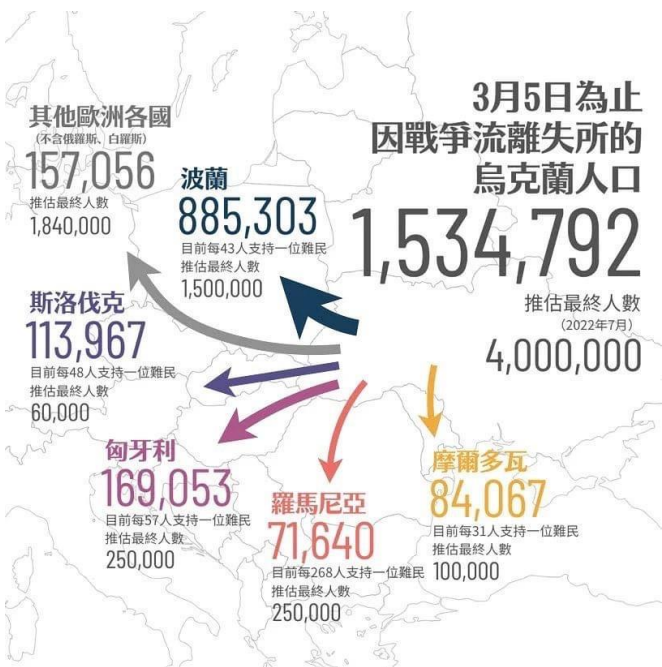 3月5日為止
因戰爭流離失所的
烏克蘭人口
1,534,792
推估最終人數
(2022年7月)
4,000,000
其他歐洲各國
(不含俄羅斯、白羅斯)
157,056
推估最終人數
1,840,000
波蘭
885,303
目前每43人支持一位難民
推估最終人數
1,500,000
斯洛伐克
113,967
目前每48人支持一位難民
推估最終人數
60,000
匈牙利
169,053
目前每57人支持一位難民
推估最終人數
250,000
羅馬尼亞
71,640
目前每268人支持一位難民
推估最終人數
250,000
摩爾多瓦
84,067
目前每31人支持一位難民
推估最終人數
100,000